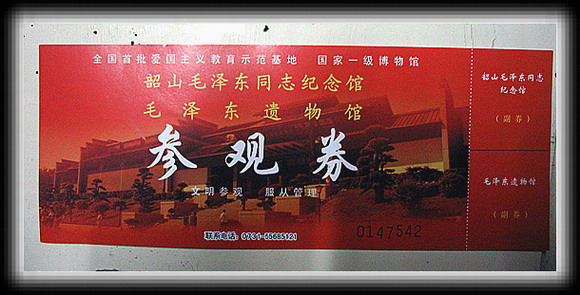 全国首批爱国主义教育示范基地 国家一级博物馆
韶山毛泽东同志纪念馆
毛泽东遗物馆
参观券
文明参观 服从管理
联系电话：0731-55685121
0147542
韶山毛泽东同志
纪念馆
（副券）
毛泽东遗物馆
（副券）